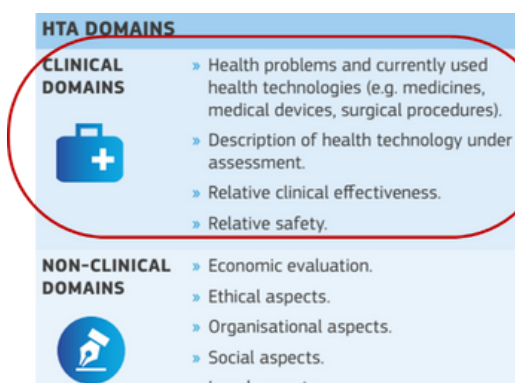 HTA DOMAINS
CLINICAL
DOMAINS
» Health problems and currently used
health technologies (e.g. medicines,
medical devices, surgical procedures).
» Description of health technology under
assessment.
» Relative clinical effectiveness.
» Relative safety.
NON-CLINICAL
DOMAINS
» Economic evaluation.
» Ethical aspects.
» Organisational aspects.
» Social aspects.